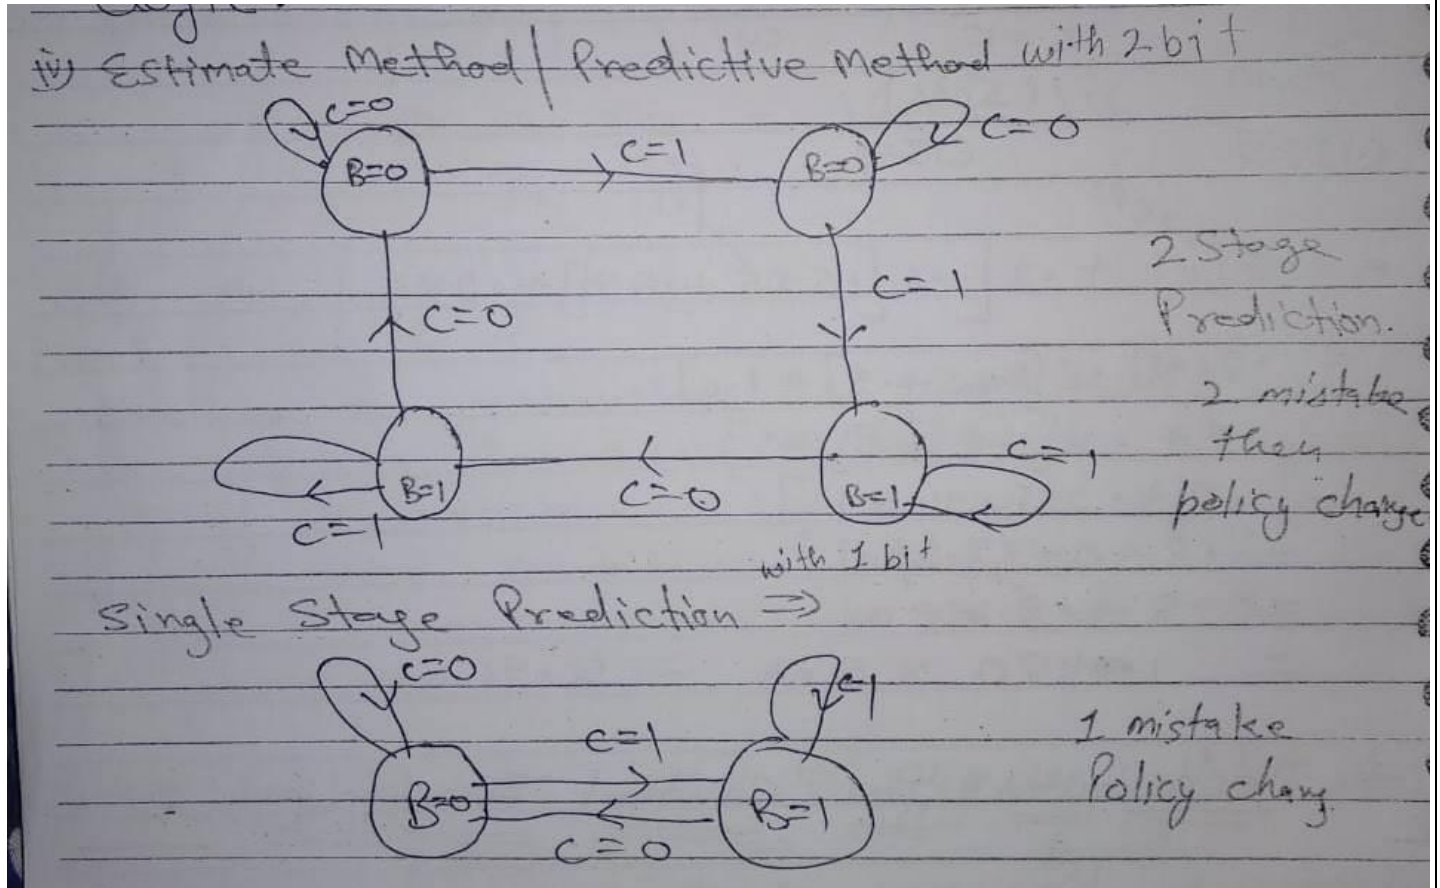 iv) Estimate Method / Predictive Method with 2 bit
C=0
B=0
C=1
B=0
C=0
C=0
C=1
2 Stage
Prediction.
2 mistake
then
policy change
B=1
C=1
C=0
B=1
C=1
with 1 bit
Single Stage Prediction ⇒
C=0
C=1
B=0
C=1
C=0
B=1
1 mistake
Policy chang